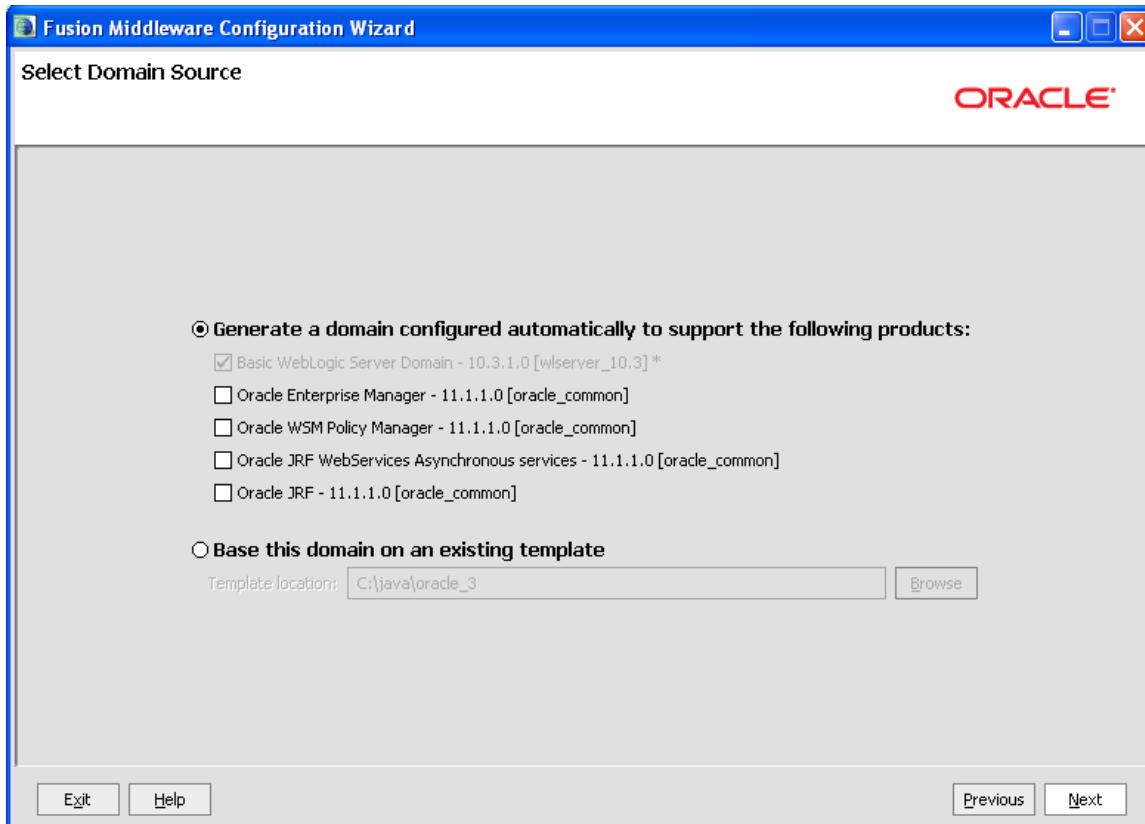 Fusion Middleware Configuration Wizard
Select Domain Source
ORACLE
Generate a domain configured automatically to support the following products:
Basic WebLogic Server Domain - 10.3.1.0 [wlserver_10.3] *
Oracle Enterprise Manager - 11.1.1.0 [oracle_common]
Oracle WSM Policy Manager - 11.1.1.0 [oracle_common]
Oracle JRF WebServices Asynchronous services - 11.1.1.0 [oracle_common]
Oracle JRF - 11.1.1.0 [oracle_common]
Base this domain on an existing template
Template location: C:\java\oracle_3 Browse
Exit Help Previous Next